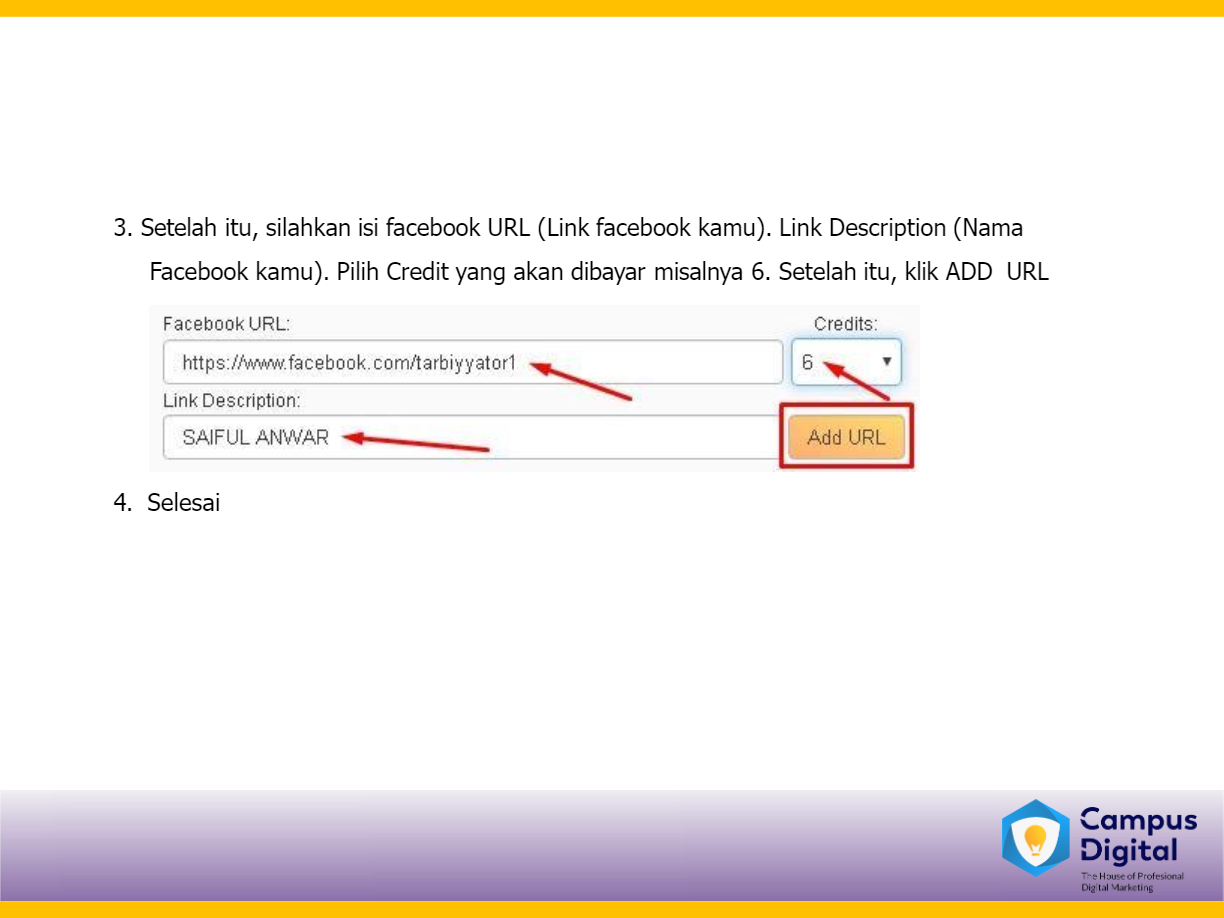 3. Setelah itu, silahkan isi facebook URL (Link facebook kamu). Link Description (Nama
Facebook kamu). Pilih Credit yang akan dibayar misalnya 6. Setelah itu, klik ADD  URL
Facebook URL:
Credits:
https://www.facebook.com/tarbiyyator1
6
Link Description:
SAIFUL ANWAR
Add URL
4.  Selesai
Campus
Digital
The House of Profesional
Digital Marketing